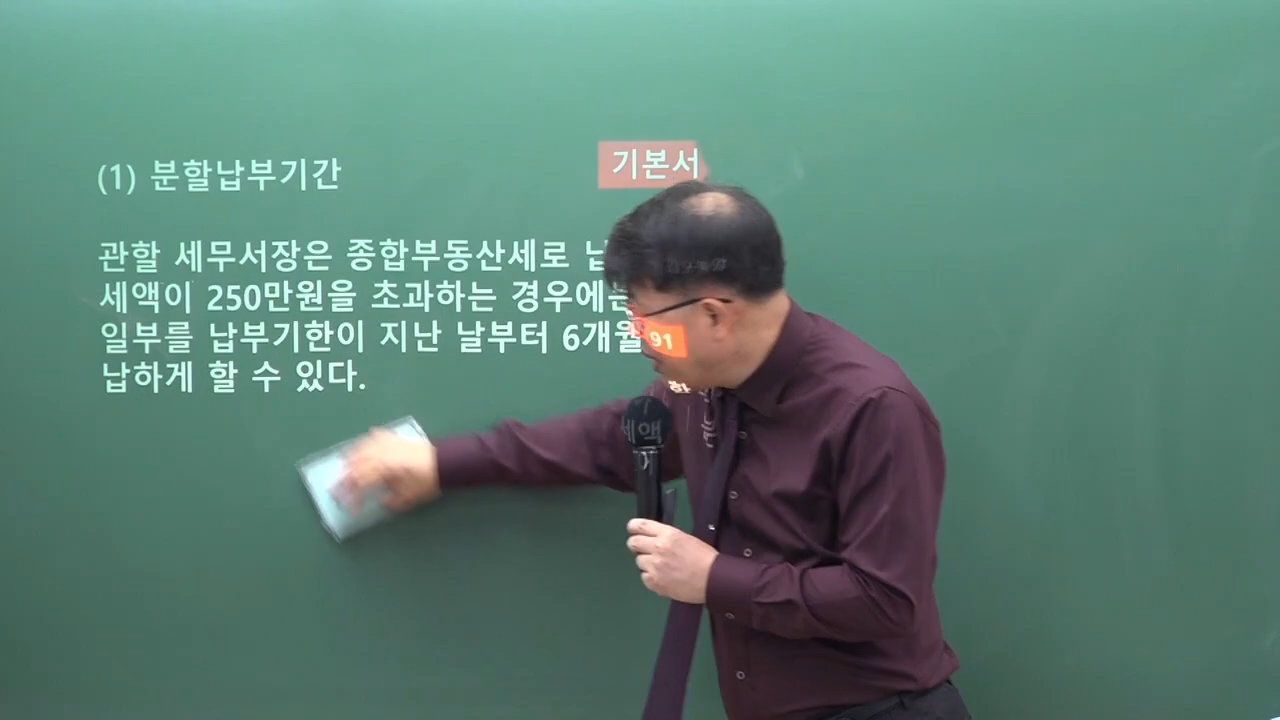 (1) 분할납부기간
기본서
관할 세무서장은 종합부동산세로
세액이 250만원을 초과하는 경우에는
91
일부를 납부기한이 지난 날부터 6개월
납하게 할 수 있다.
세액